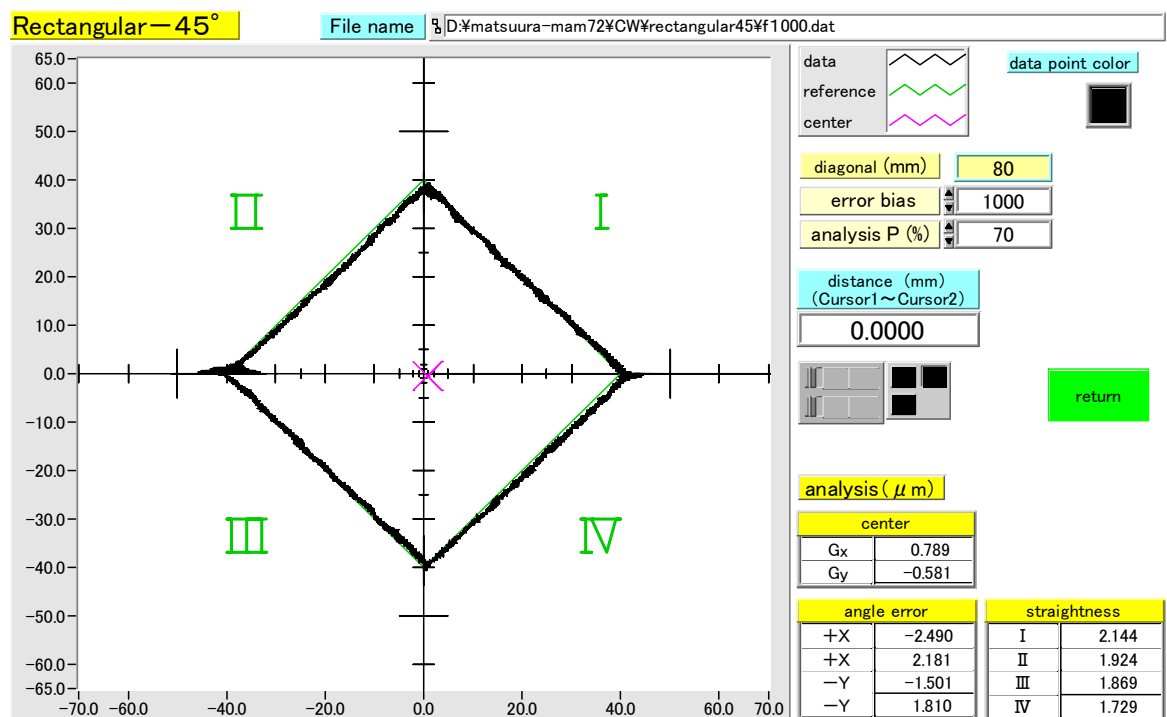 Rectangular－45°
File name
D:¥matsuura-mam72¥CW¥rectangular45¥f1000.dat
65.0
60.0
50.0
40.0
30.0
20.0
10.0
0.0
-10.0
-20.0
-30.0
-40.0
-50.0
-60.0
-65.0
-70.0 -60.0 -40.0 -20.0 0.0 20.0 40.0 60.0 70.0
Ⅱ Ⅰ
Ⅲ Ⅳ
data
reference
center
data point color
diagonal (mm) 80
error bias 1000
analysis P (%) 70
distance (mm)
(Cursor1～Cursor2)
0.0000
return
analysis(μm)
center
Gx 0.789
Gy -0.581
angle error
＋X -2.490
＋X 2.181
－Y -1.501
－Y 1.810
straightness
Ⅰ 2.144
Ⅱ 1.924
Ⅲ 1.869
Ⅳ 1.729